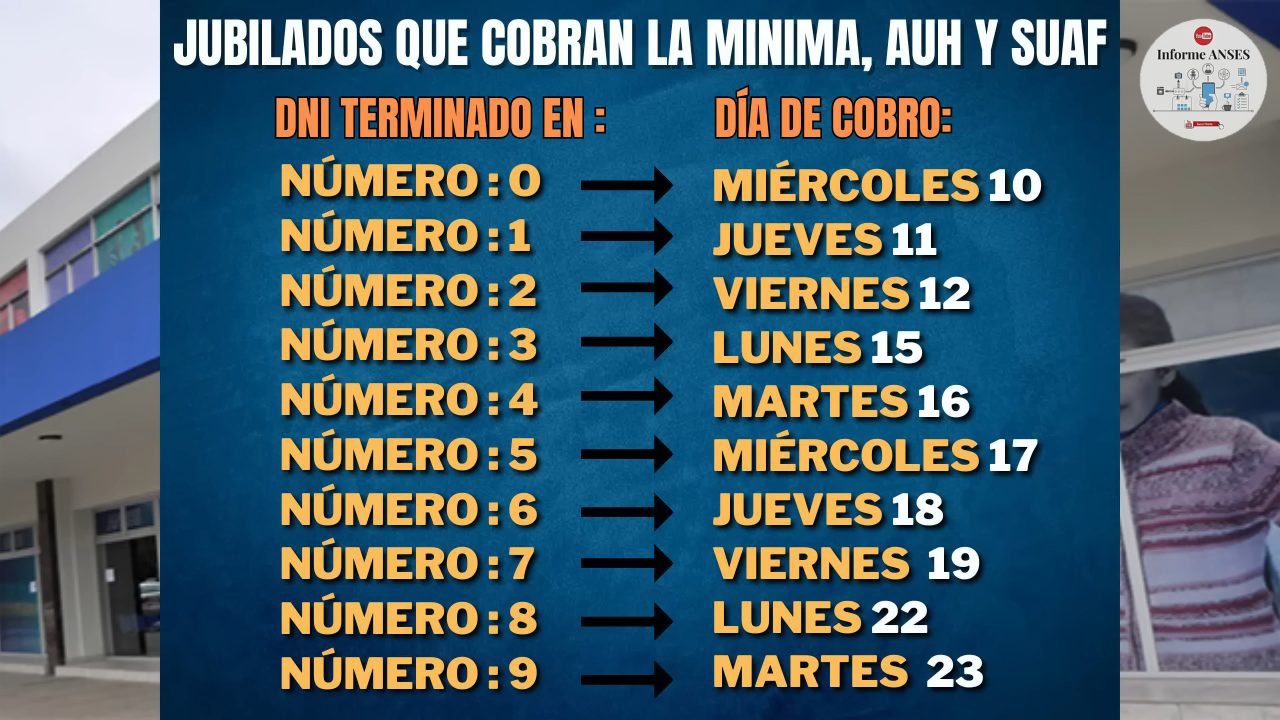 JUBILADOS QUE COBRAN LA MINIMA, AUH Y SUAF
YouTube
Informe ANSES
DNI TERMINADO EN : DÍA DE COBRO:
NÚMERO : 0 MIÉRCOLES 10
NÚMERO : 1 JUEVES 11
NÚMERO : 2 VIERNES 12
NÚMERO : 3 LUNES 15
NÚMERO : 4 MARTES 16
NÚMERO : 5 MIÉRCOLES 17
NÚMERO : 6 JUEVES 18
NÚMERO : 7 VIERNES 19
NÚMERO : 8 LUNES 22
NÚMERO : 9 MARTES 23